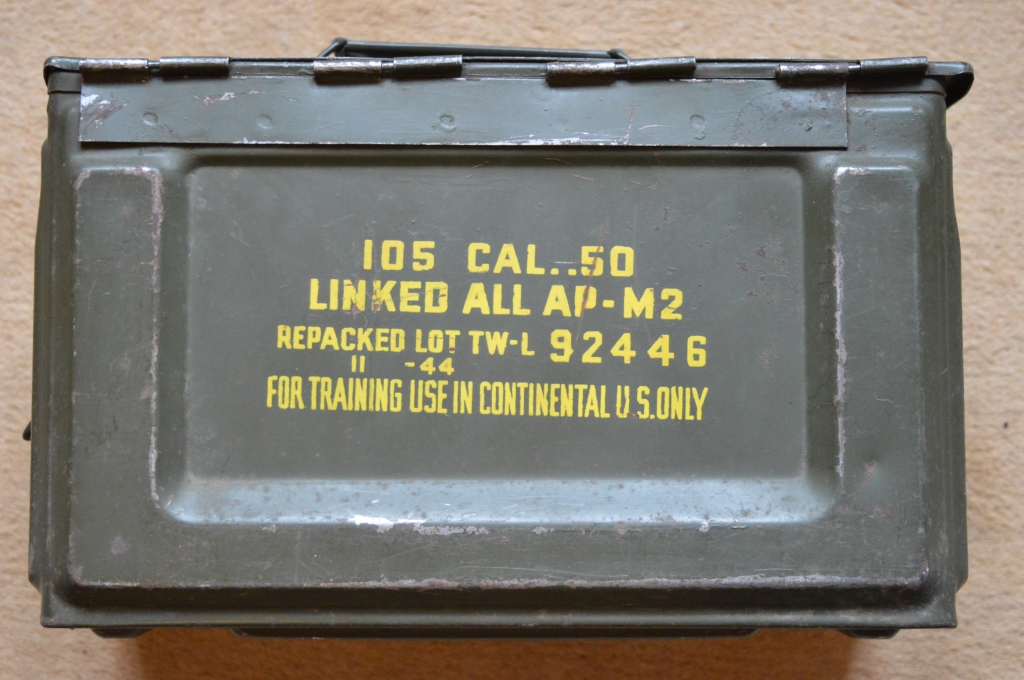 105 CAL..50
LINKED ALL AP-M2
REPACKED LOT TW-L 92446
11 -44
FOR TRAINING USE IN CONTINENTAL U.S.ONLY